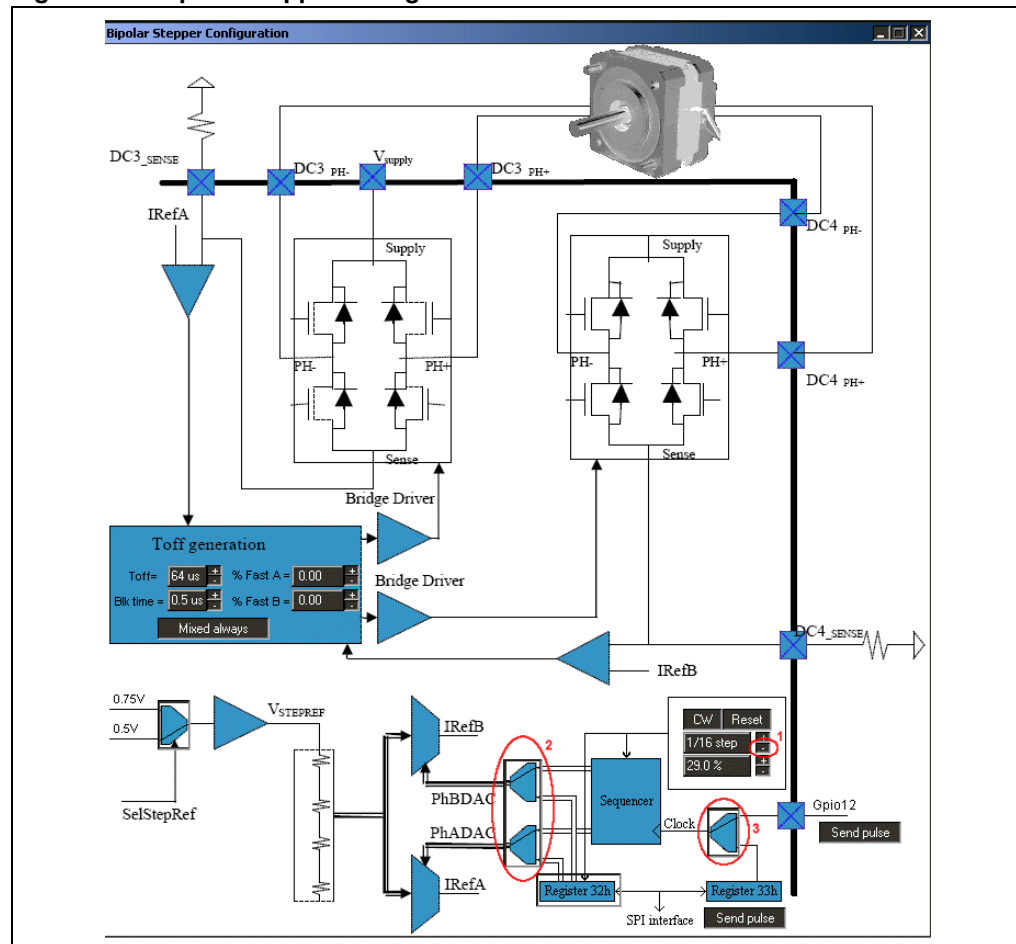 Bipolar Stepper Configuration
DC3_SENSE
DC3 PH-
Vsupply
DC3 PH+
IRefA
DC4 PH-
Supply
Supply
PH-
PH+
PH-
PH+
DC4 PH+
Sense
Sense
Bridge Driver
Toff generation
Toff= 64 us + - % Fast A = 0.00 + -
Bridge Driver
Blk time = 0.5 us + - % Fast B = 0.00 + -
Mixed always
DC4_SENSE
IRefB
0.75V
VSTEPREF
0.5V
IRefB
CW Reset
1/16 step + - 1
29.0 % + -
2
SelStepRef
PhBDAC
Sequencer
Gpio12
Clock
3
Send pulse
PhADAC
IRefA
Register 32h
Register 33h
SPI interface
Send pulse